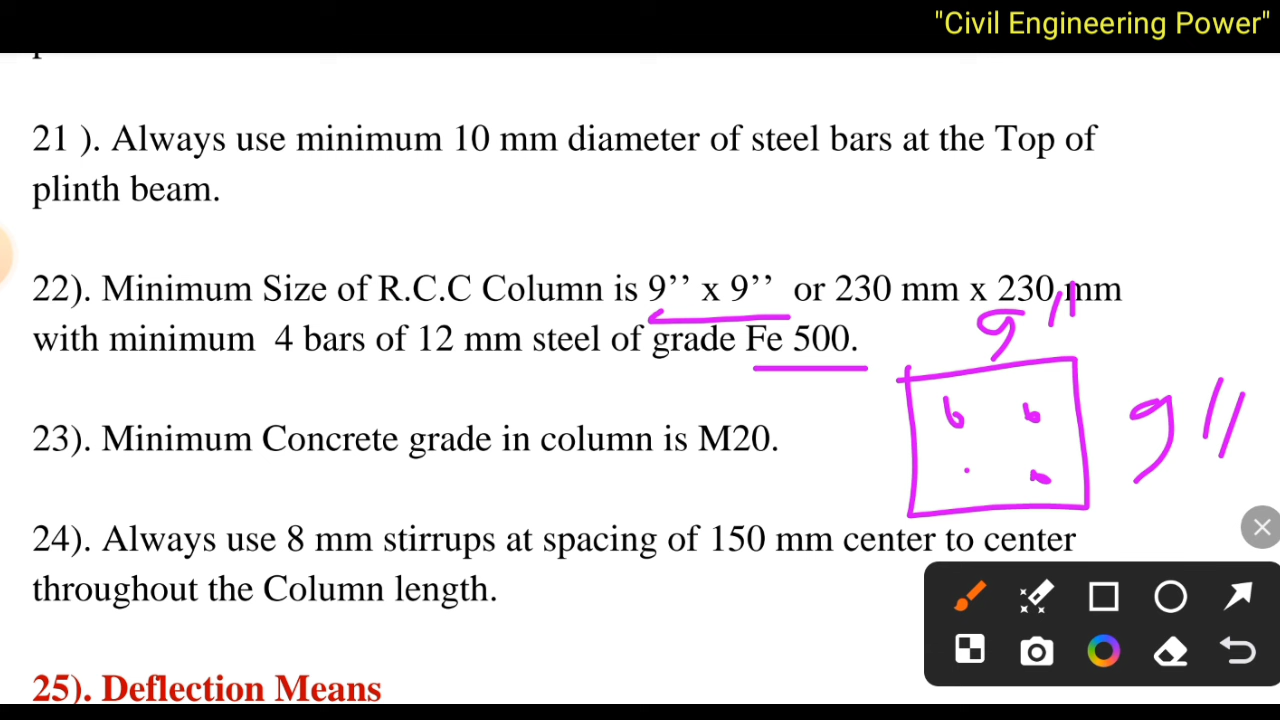 "Civil Engineering Power"
21 ). Always use minimum 10 mm diameter of steel bars at the Top of
plinth beam.
22). Minimum Size of R.C.C Column is 9’’ x 9’’ or 230 mm x 230 mm
with minimum 4 bars of 12 mm steel of grade Fe 500.
9"
9"
23). Minimum Concrete grade in column is M20.
24). Always use 8 mm stirrups at spacing of 150 mm center to center
throughout the Column length.
25). Deflection Means